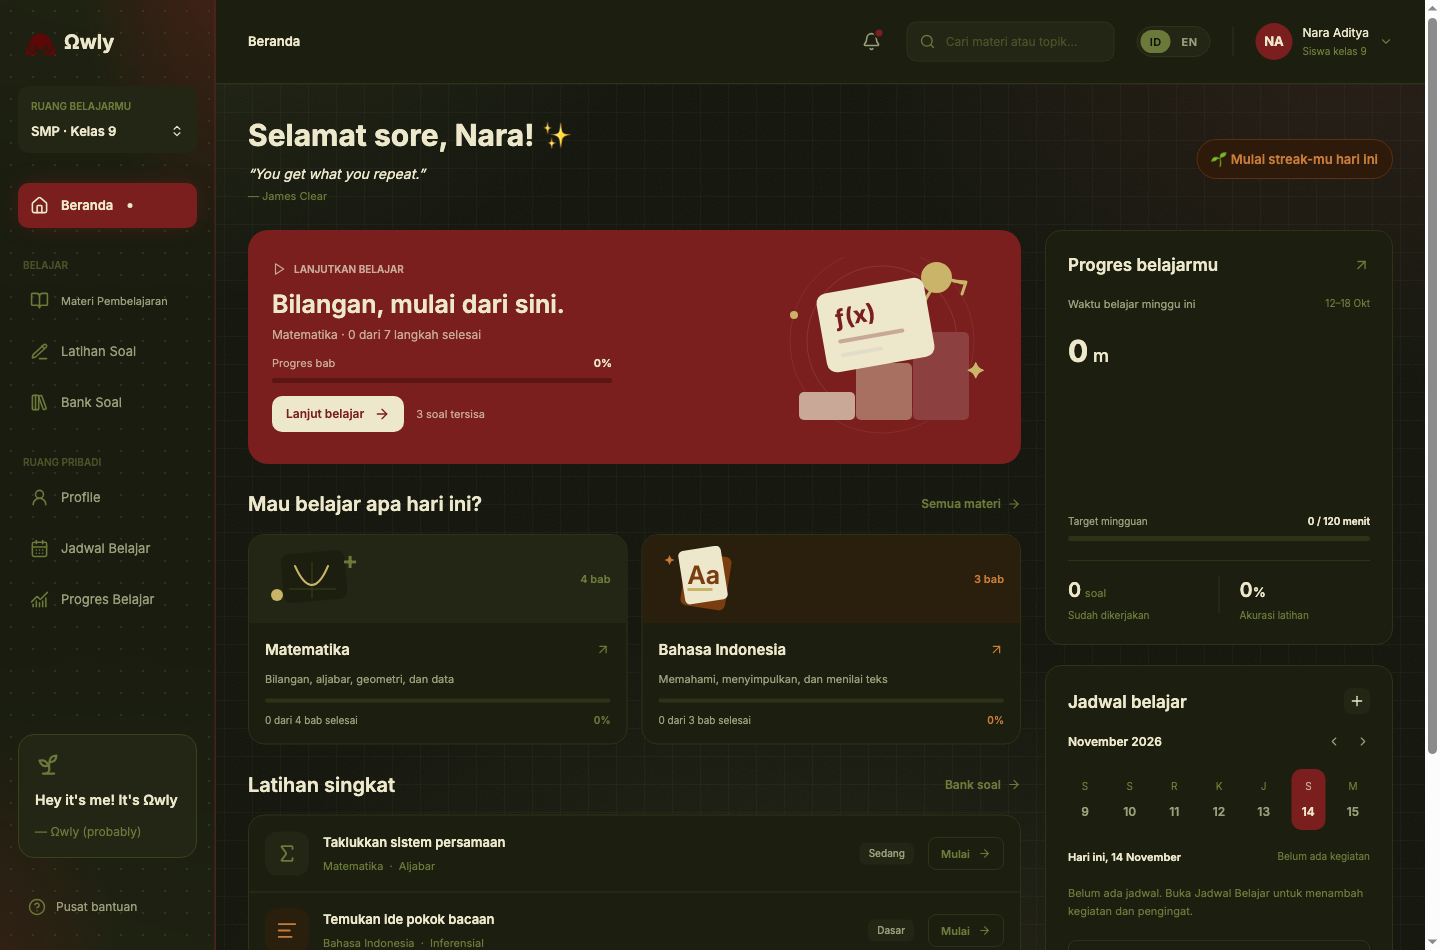 Ωwly
RUANG BELAJARMU
SMP · Kelas 9
Beranda
BELAJAR
Materi Pembelajaran
Latihan Soal
Bank Soal
RUANG PRIBADI
Profile
Jadwal Belajar
Progres Belajar
Hey it's me! It's Ωwly
— Ωwly (probably)
Pusat bantuan
Beranda
Cari materi atau topik...
ID EN
NA
Nara Aditya
Siswa kelas 9
Selamat sore, Nara! ✨
“You get what you repeat.”
— James Clear
🌱 Mulai streak-mu hari ini
LANJUTKAN BELAJAR
Bilangan, mulai dari sini.
Matematika · 0 dari 7 langkah selesai
Progres bab 0%
Lanjut belajar → 3 soal tersisa
f(x)
Mau belajar apa hari ini?
Semua materi →
4 bab
Matematika
Bilangan, aljabar, geometri, dan data
0 dari 4 bab selesai 0%
Aa
3 bab
Bahasa Indonesia
Memahami, menyimpulkan, dan menilai teks
0 dari 3 bab selesai 0%
Latihan singkat
Bank soal →
Σ
Taklukkan sistem persamaan
Matematika · Aljabar
Sedang
Mulai →
Temukan ide pokok bacaan
Bahasa Indonesia · Inferensial
Dasar
Mulai →
Progres belajarmu
Waktu belajar minggu ini 12–18 Okt
0 m
Target mingguan 0 / 120 menit
0 soal
Sudah dikerjakan
0%
Akurasi latihan
Jadwal belajar
November 2026
S S R K J S M
9 10 11 12 13 14 15
Hari ini, 14 November Belum ada kegiatan
Belum ada jadwal. Buka Jadwal Belajar untuk menambah
kegiatan dan pengingat.